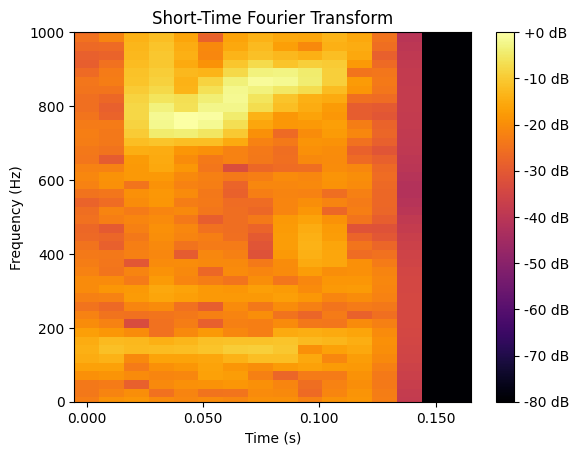 Short-Time Fourier Transform
1000
800
600
400
200
0
Frequency (Hz)
0.000
0.050
0.100
0.150
Time (s)
+0 dB
-10 dB
-20 dB
-30 dB
-40 dB
-50 dB
-60 dB
-70 dB
-80 dB